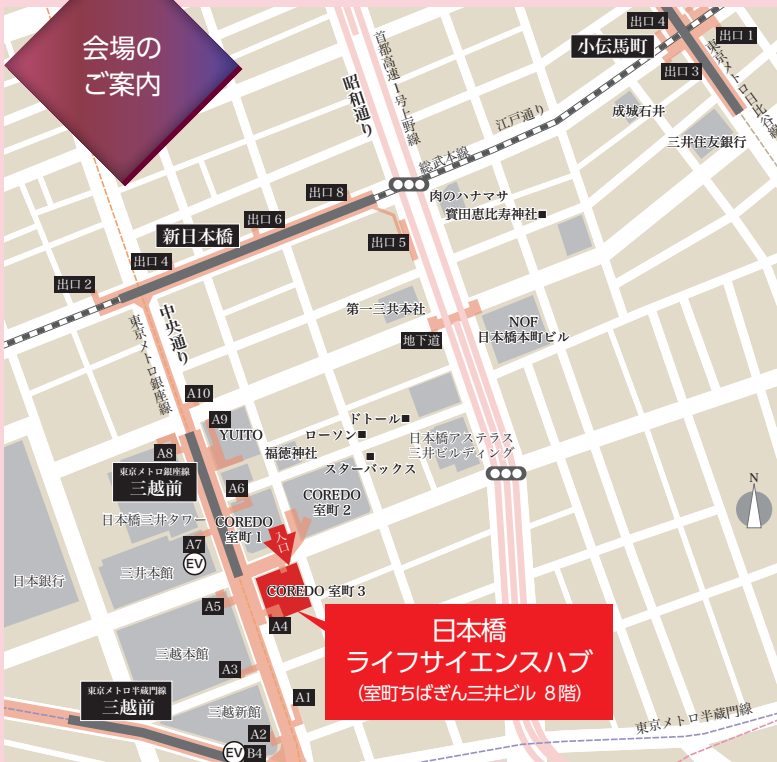 会場の
ご案内
出口4
出口1
小伝馬町
出口3
東京メトロ日比谷線
首都高速1号上野線
昭和通り
成城石井
江戸通り
三井住友銀行
総武本線
出口8
肉のハナマサ
寳田恵比寿神社■
出口6
新日本橋
出口5
出口4
出口2
第一三共本社
中央通り
東京メトロ銀座線
NOF
日本橋本町ビル
地下道
A10
A9
YUITO
ドトール■
ローソン■
日本橋アステラス
三井ビルディング
A8
福徳神社
■
スターバックス
東京メトロ銀座線
三越前
A6
COREDO
室町2
N
日本橋三井タワー
COREDO
室町1
入口
A7
EV
三井本館
日本銀行
COREDO 室町3
A5
A4
日本橋
ライフサイエンスハブ
(室町ちばぎん三井ビル 8階)
三越本館
A3
東京メトロ半蔵門線
三越前
三越新館
A1
A2
東京メトロ半蔵門線
EV
B4